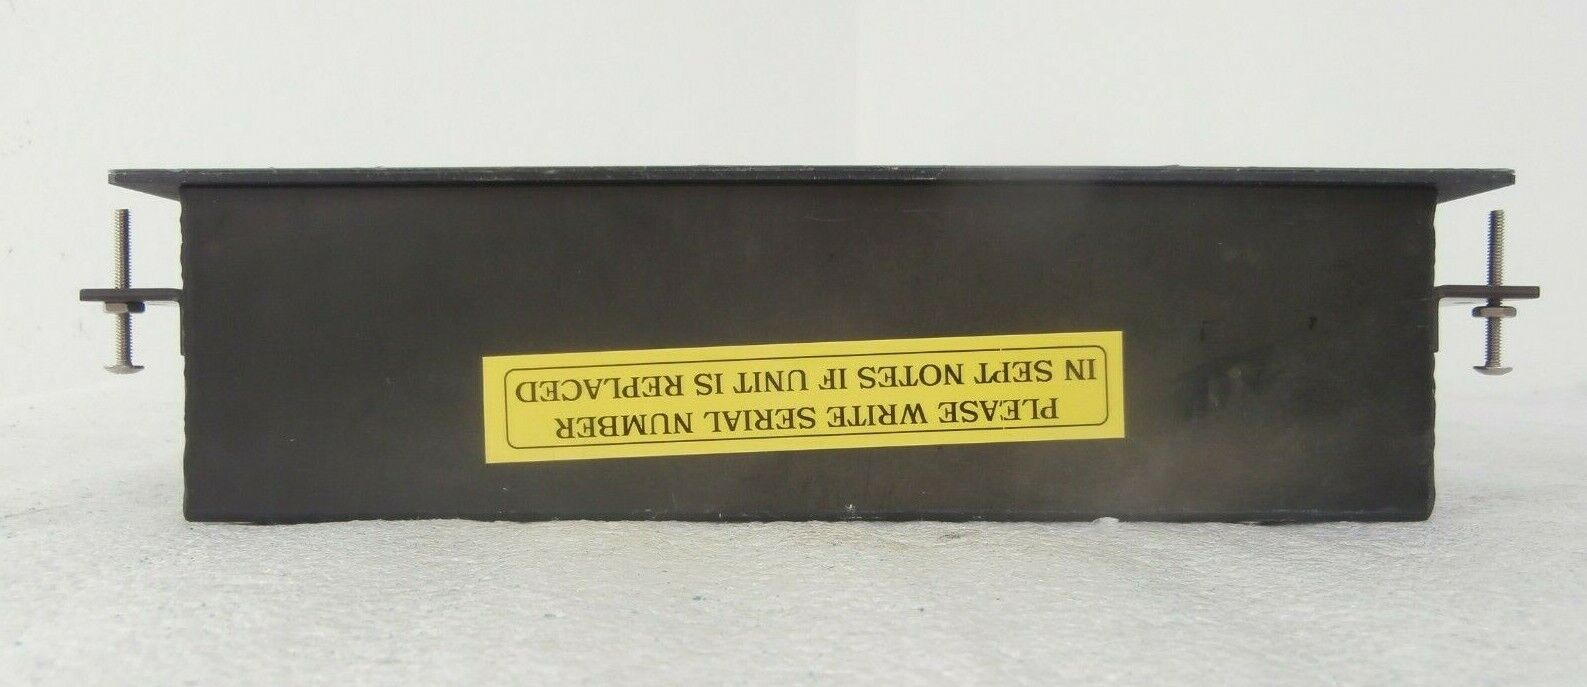 PLEASE WRITE SERIAL NUMBER
IN SEPT NOTES IF UNIT IS REPLACED